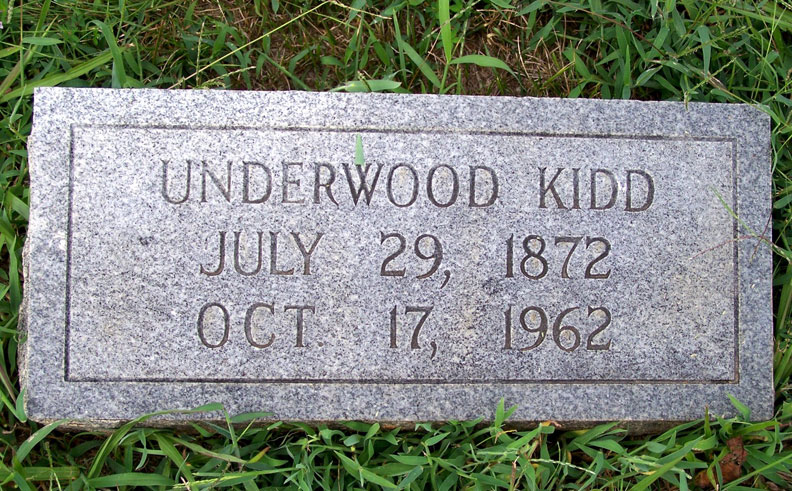 UNDERWOOD KIDD
JULY 29, 1872
OCT. 17, 1962